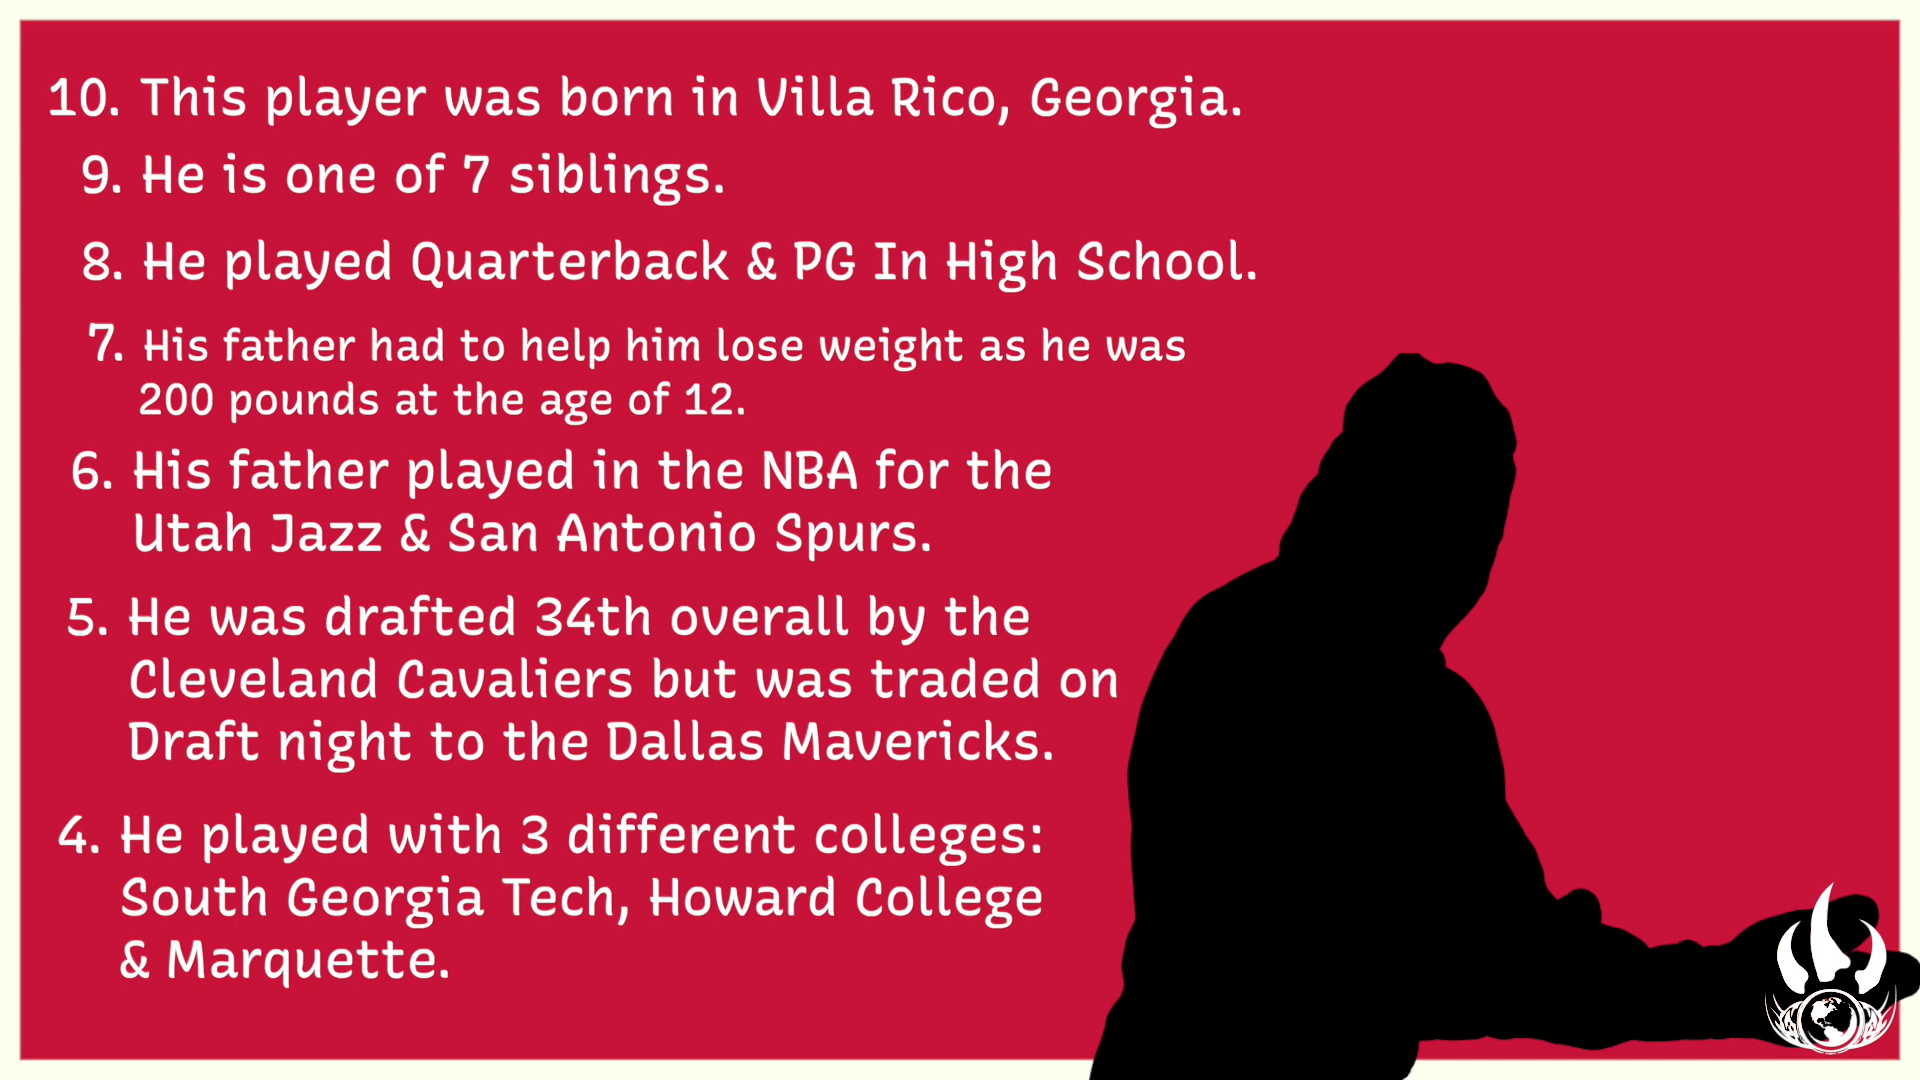 10. This player was born in Villa Rico, Georgia.
9. He is one of 7 siblings.
8. He played Quarterback & PG In High School.
7. His father had to help him lose weight as he was
200 pounds at the age of 12.
6. His father played in the NBA for the
Utah Jazz & San Antonio Spurs.
5. He was drafted 34th overall by the
Cleveland Cavaliers but was traded on
Draft night to the Dallas Mavericks.
4. He played with 3 different colleges:
South Georgia Tech, Howard College
& Marquette.